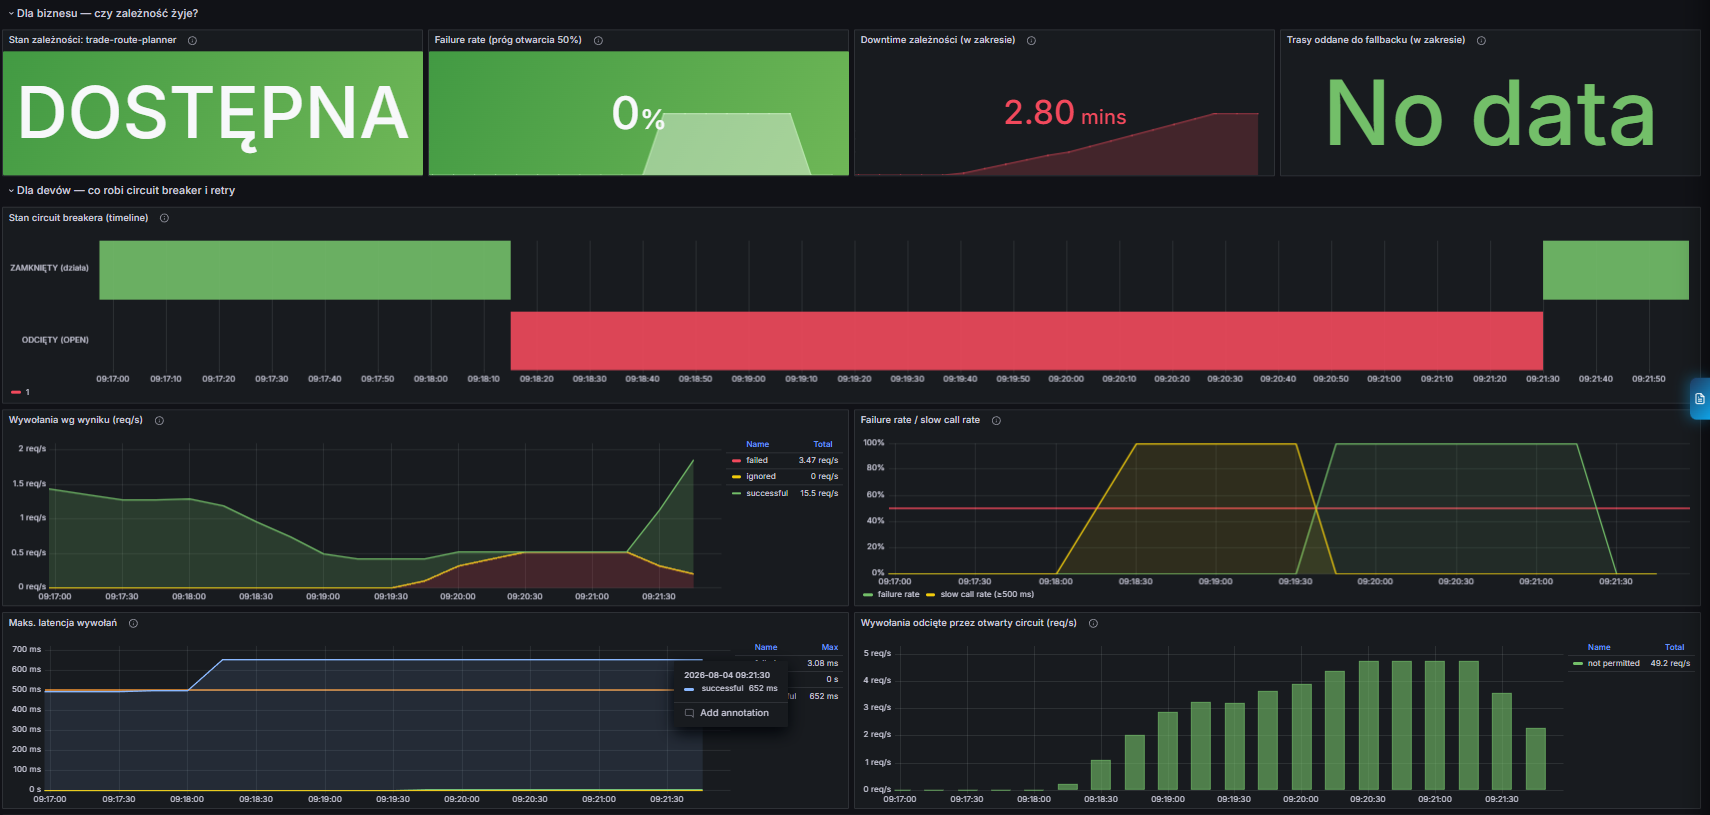 Dla biznesu — czy zależność żyje?
Stan zależności: trade-route-planner
DOSTĘPNA
Failure rate (próg otwarcia 50%)
0%
Downtime zależności (w zakresie)
2.80 mins
Trasy oddane do fallbacku (w zakresie)
No data
Dla devów — co robi circuit breaker i retry
Stan circuit breakera (timeline)
ZAMKNIĘTY (działa)
ODCIĘTY (OPEN)
09:17:00 09:17:10 09:17:20 09:17:30 09:17:40 09:17:50 09:18:00 09:18:10 09:18:20 09:18:30 09:18:40 09:18:50 09:19:00 09:19:10 09:19:20 09:19:30 09:19:40 09:19:50 09:20:00 09:20:10 09:20:20 09:20:30 09:20:40 09:20:50 09:21:00 09:21:10 09:21:20 09:21:30 09:21:40 09:21:50
1
Wywołania wg wyniku (req/s)
2 req/s
1.5 req/s
1 req/s
0.5 req/s
0 req/s
09:17:00 09:17:30 09:18:00 09:18:30 09:19:00 09:19:30 09:20:00 09:20:30 09:21:00 09:21:30
Name Total
failed 3.47 req/s
ignored 0 req/s
successful 15.5 req/s
Failure rate / slow call rate
100%
80%
60%
40%
20%
0%
09:17:00 09:17:30 09:18:00 09:18:30 09:19:00 09:19:30 09:20:00 09:20:30 09:21:00 09:21:30
failure rate slow call rate (≥500 ms)
Maks. latencja wywołań
700 ms
600 ms
500 ms
400 ms
300 ms
200 ms
100 ms
0 s
09:17:00 09:17:30 09:18:00 09:18:30 09:19:00 09:19:30 09:20:00 09:20:30 09:21:00 09:21:30
Name Max
3.08 ms
0 s
ful 652 ms
2026-08-04 09:21:30
successful 652 ms
Add annotation
Wywołania odcięte przez otwarty circuit (req/s)
5 req/s
4 req/s
3 req/s
2 req/s
1 req/s
0 req/s
09:17:00 09:17:30 09:18:00 09:18:30 09:19:00 09:19:30 09:20:00 09:20:30 09:21:00 09:21:30
Name Total
not permitted 49.2 req/s